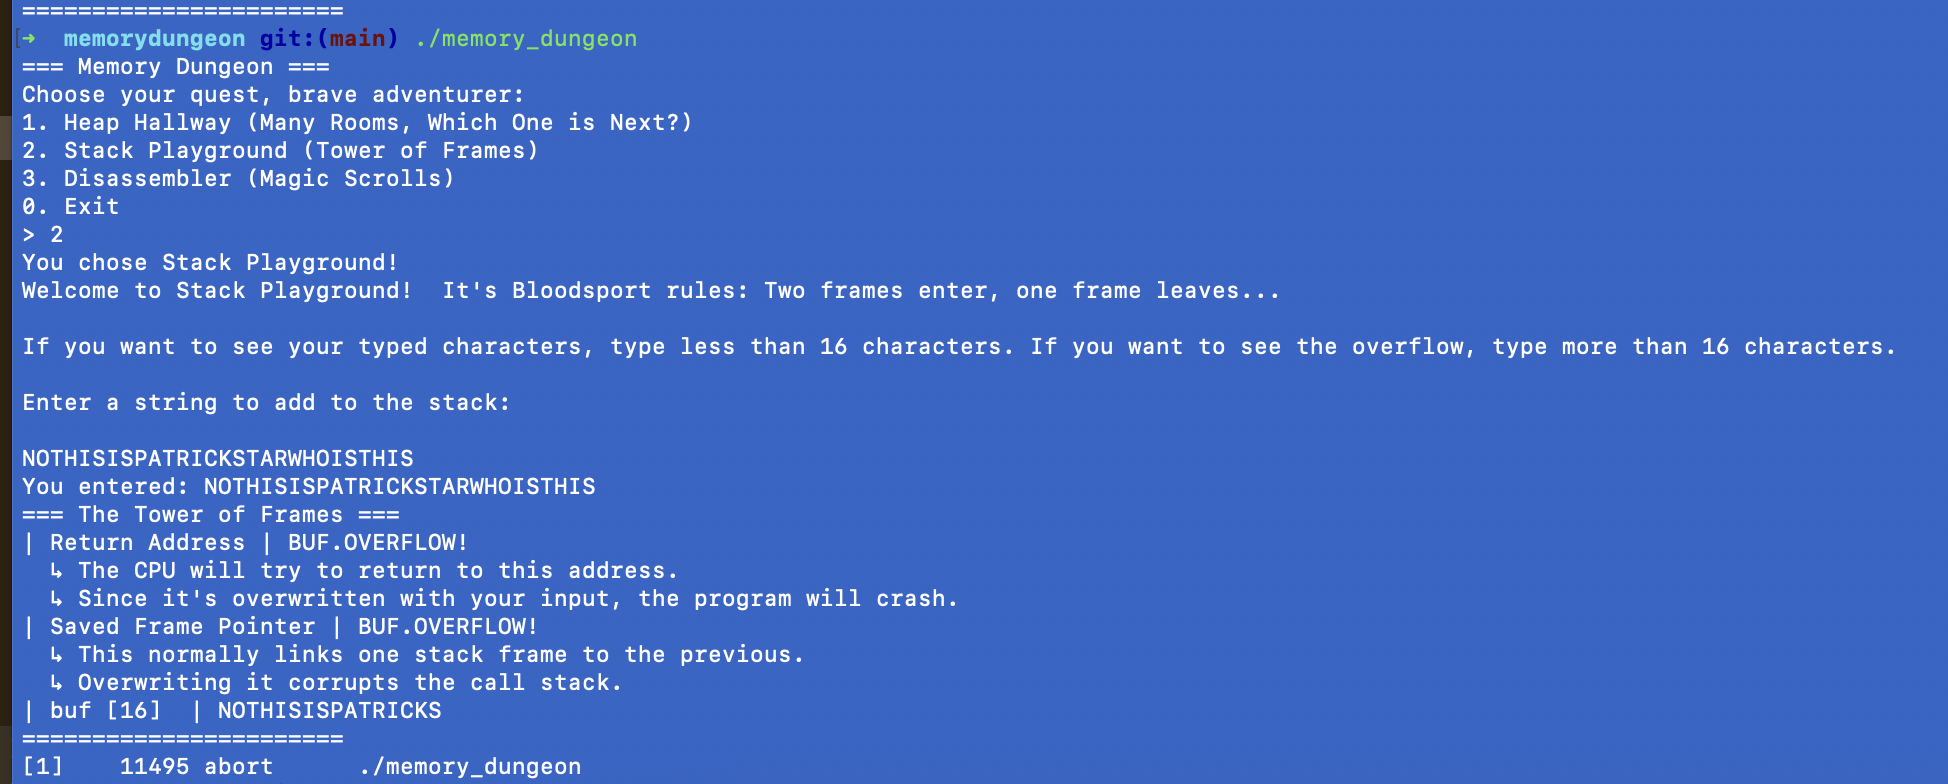 =======================
[➜  memorydungeon git:(main) ./memory_dungeon
=== Memory Dungeon ===
Choose your quest, brave adventurer:
1. Heap Hallway (Many Rooms, Which One is Next?)
2. Stack Playground (Tower of Frames)
3. Disassembler (Magic Scrolls)
0. Exit
> 2
You chose Stack Playground!
Welcome to Stack Playground!  It's Bloodsport rules: Two frames enter, one frame leaves...

If you want to see your typed characters, type less than 16 characters. If you want to see the overflow, type more than 16 characters.

Enter a string to add to the stack:

NOTHISISPATRICKSTARWHOISTHIS
You entered: NOTHISISPATRICKSTARWHOISTHIS
=== The Tower of Frames ===
| Return Address | BUF.OVERFLOW!
  ↳ The CPU will try to return to this address.
  ↳ Since it's overwritten with your input, the program will crash.
| Saved Frame Pointer | BUF.OVERFLOW!
  ↳ This normally links one stack frame to the previous.
  ↳ Overwriting it corrupts the call stack.
| buf [16]  | NOTHISISPATRICKS
=======================
[1]    11495 abort      ./memory_dungeon